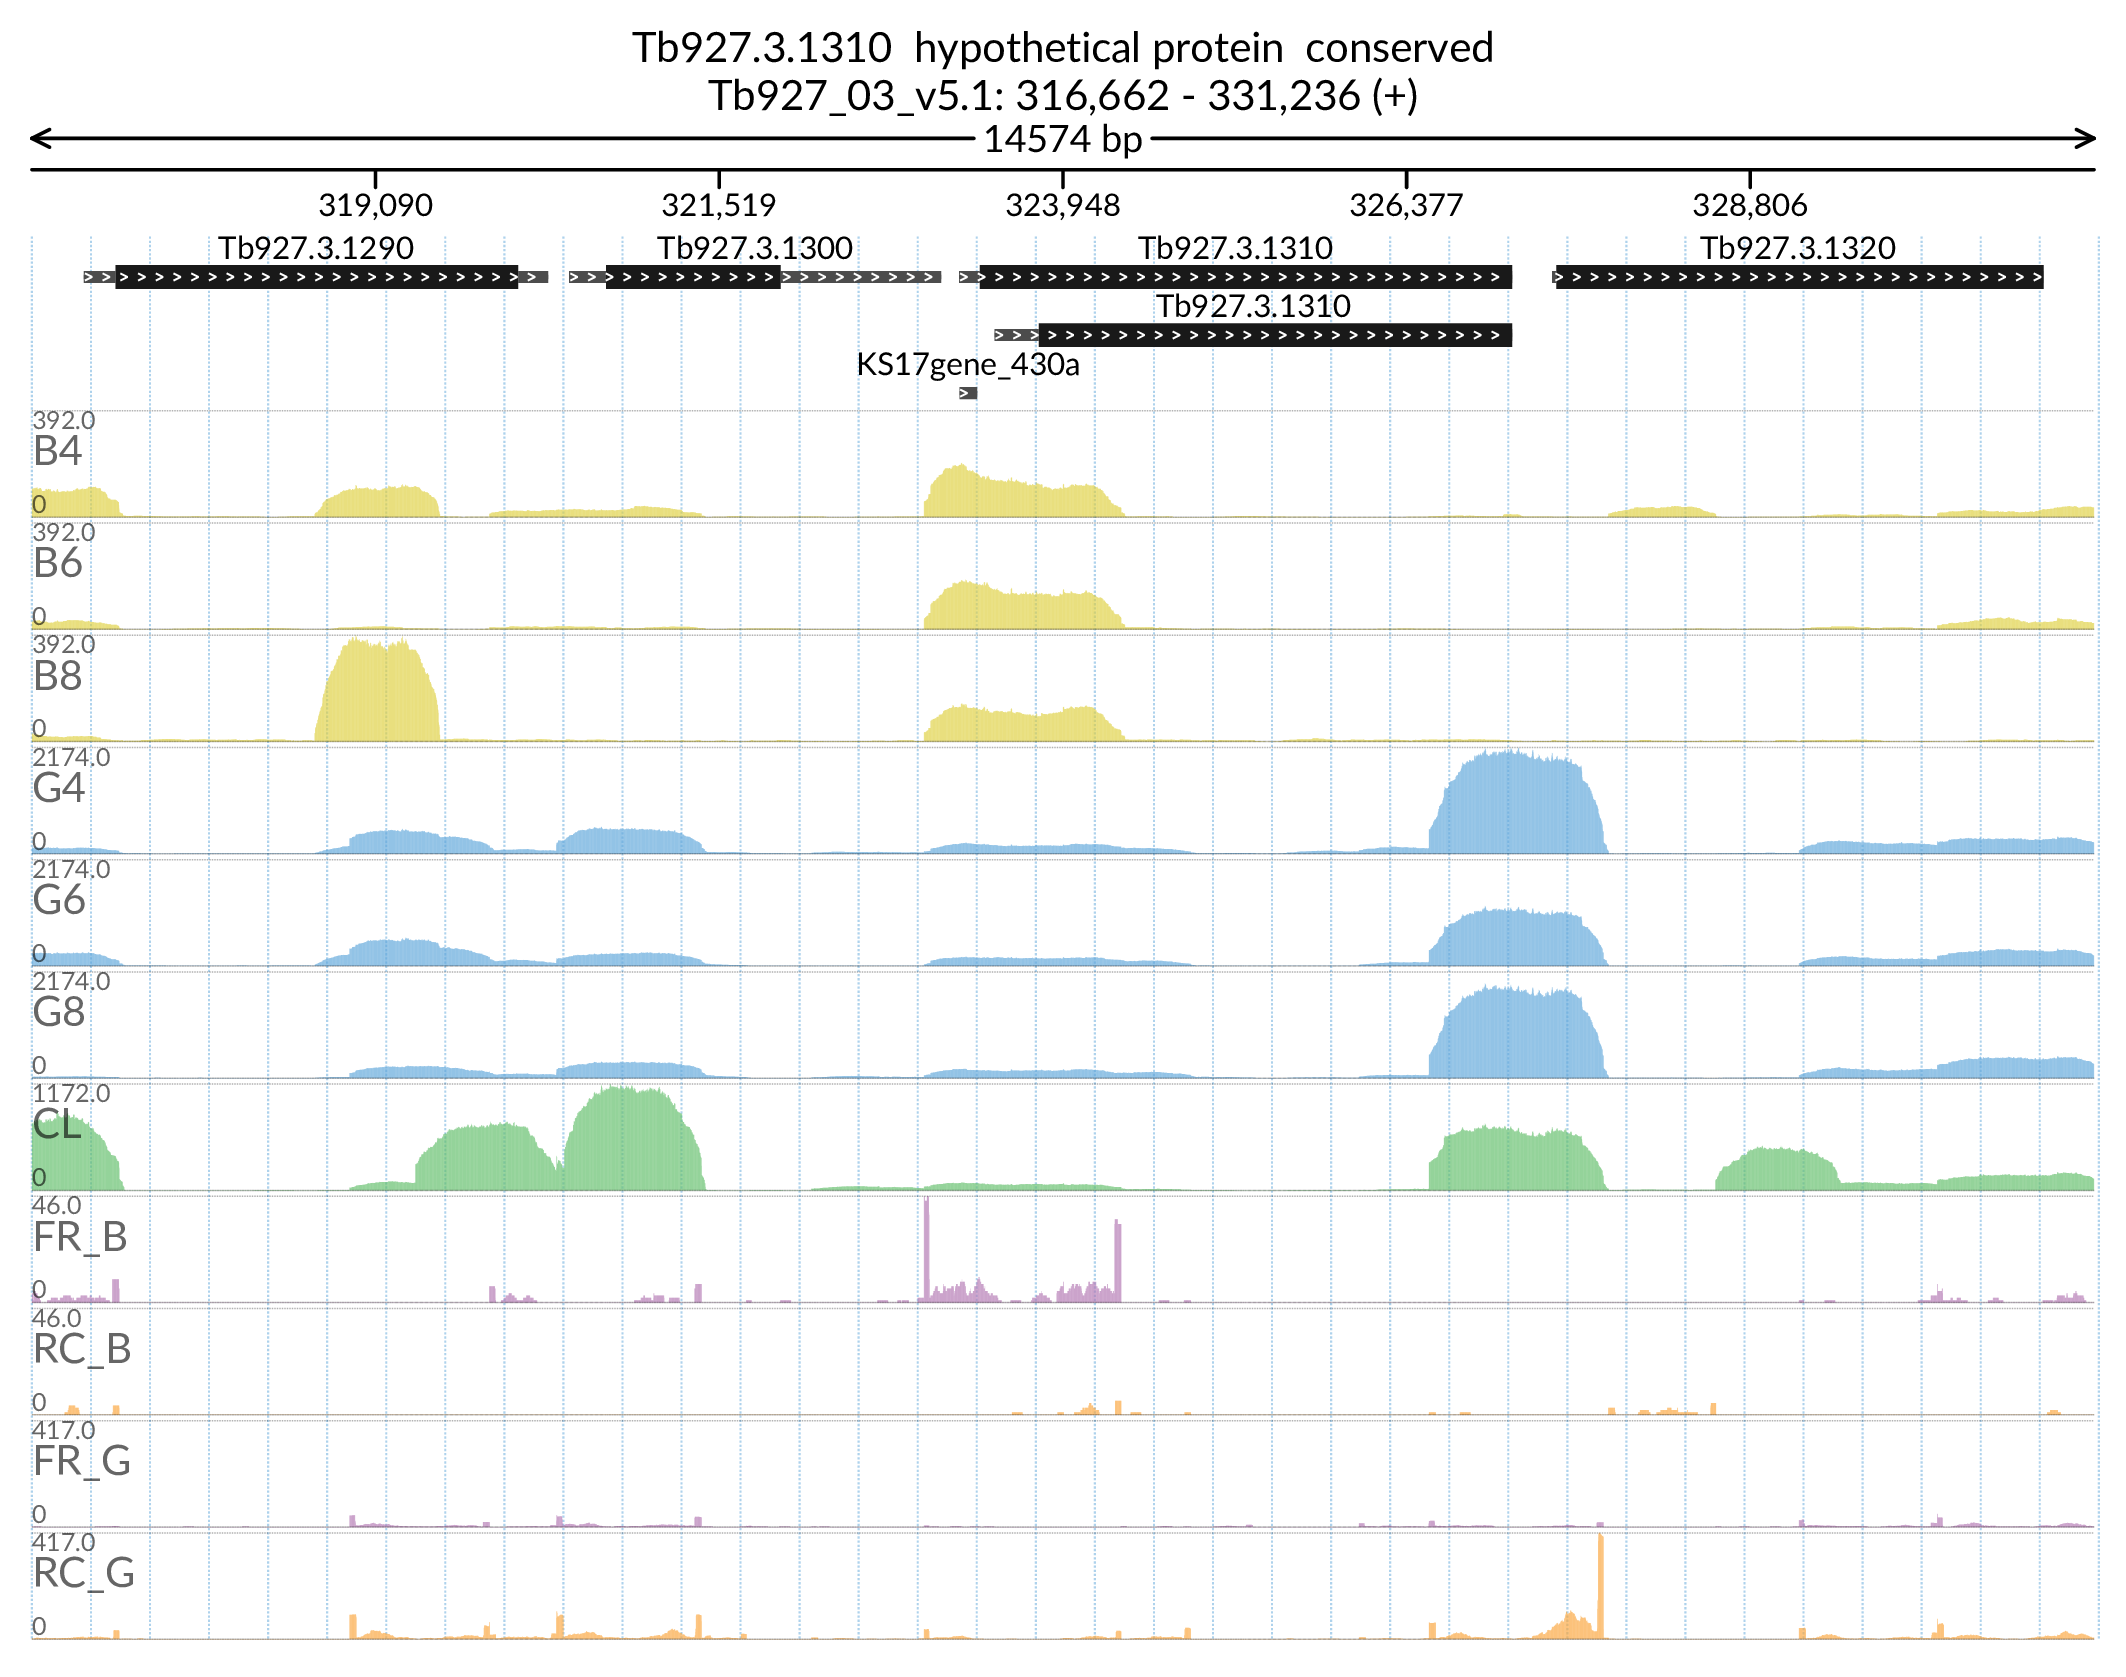 Tb927.3.1310  hypothetical protein  conserved
Tb927_03_v5.1: 316,662 - 331,236 (+)
14574 bp
319,090 321,519 323,948 326,377 328,806
Tb927.3.1290 Tb927.3.1300 Tb927.3.1310 Tb927.3.1320
Tb927.3.1310
KS17gene_430a
392.0
B4
0
392.0
B6
0
392.0
B8
0
2174.0
G4
0
2174.0
G6
0
2174.0
G8
0
1172.0
CL
0
46.0
FR_B
0
46.0
RC_B
0
417.0
FR_G
0
417.0
RC_G
0